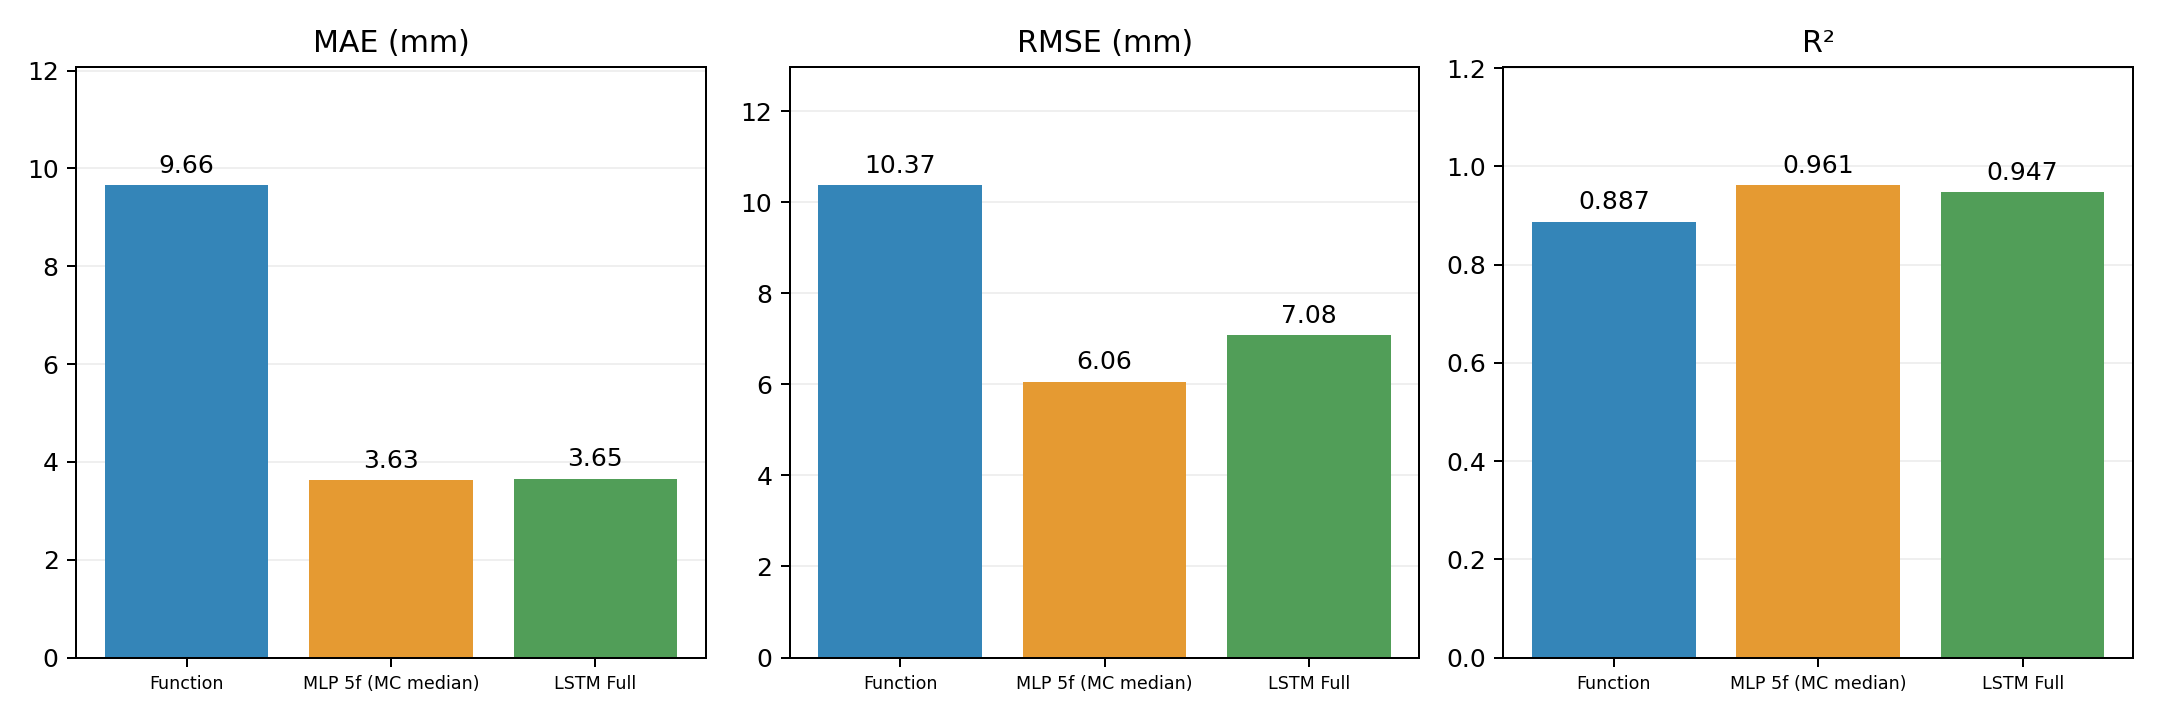 MAE (mm)
12
10
8
6
4
2
0
9.66
3.63
3.65
Function
MLP 5f (MC median)
LSTM Full
RMSE (mm)
12
10
8
6
4
2
0
10.37
6.06
7.08
Function
MLP 5f (MC median)
LSTM Full
R²
1.2
1.0
0.8
0.6
0.4
0.2
0.0
0.887
0.961
0.947
Function
MLP 5f (MC median)
LSTM Full